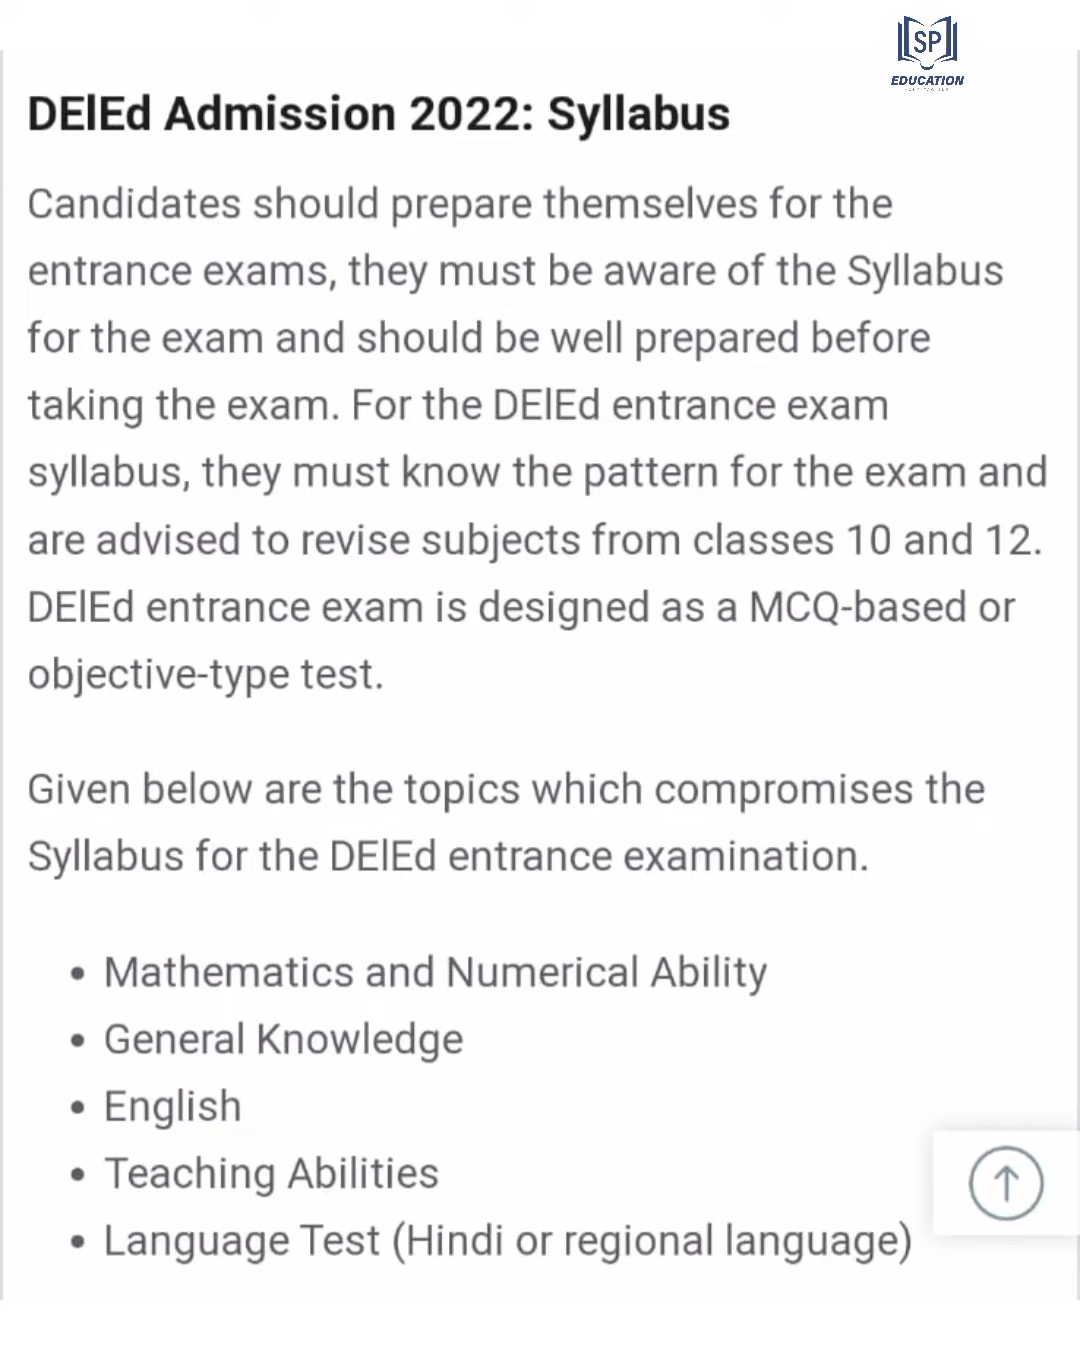 SP
EDUCATION
DElEd Admission 2022: Syllabus
Candidates should prepare themselves for the
entrance exams, they must be aware of the Syllabus
for the exam and should be well prepared before
taking the exam. For the DElEd entrance exam
syllabus, they must know the pattern for the exam and
are advised to revise subjects from classes 10 and 12.
DElEd entrance exam is designed as a MCQ-based or
objective-type test.
Given below are the topics which compromises the
Syllabus for the DElEd entrance examination.
• Mathematics and Numerical Ability
• General Knowledge
• English
• Teaching Abilities
• Language Test (Hindi or regional language)